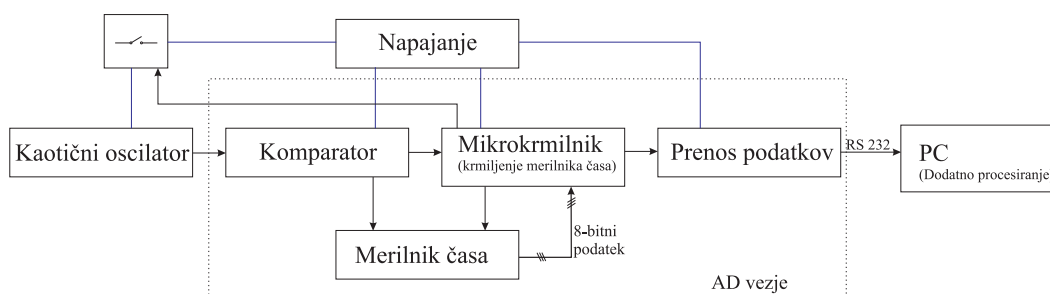 Napajanje
Kaotični oscilator
Komparator
Mikrokrmilnik
(krmiljenje merilnika časa)
Prenos podatkov
RS 232
PC
(Dodatno procesiranje)
Merilnik časa
8-bitni
podatek
AD vezje